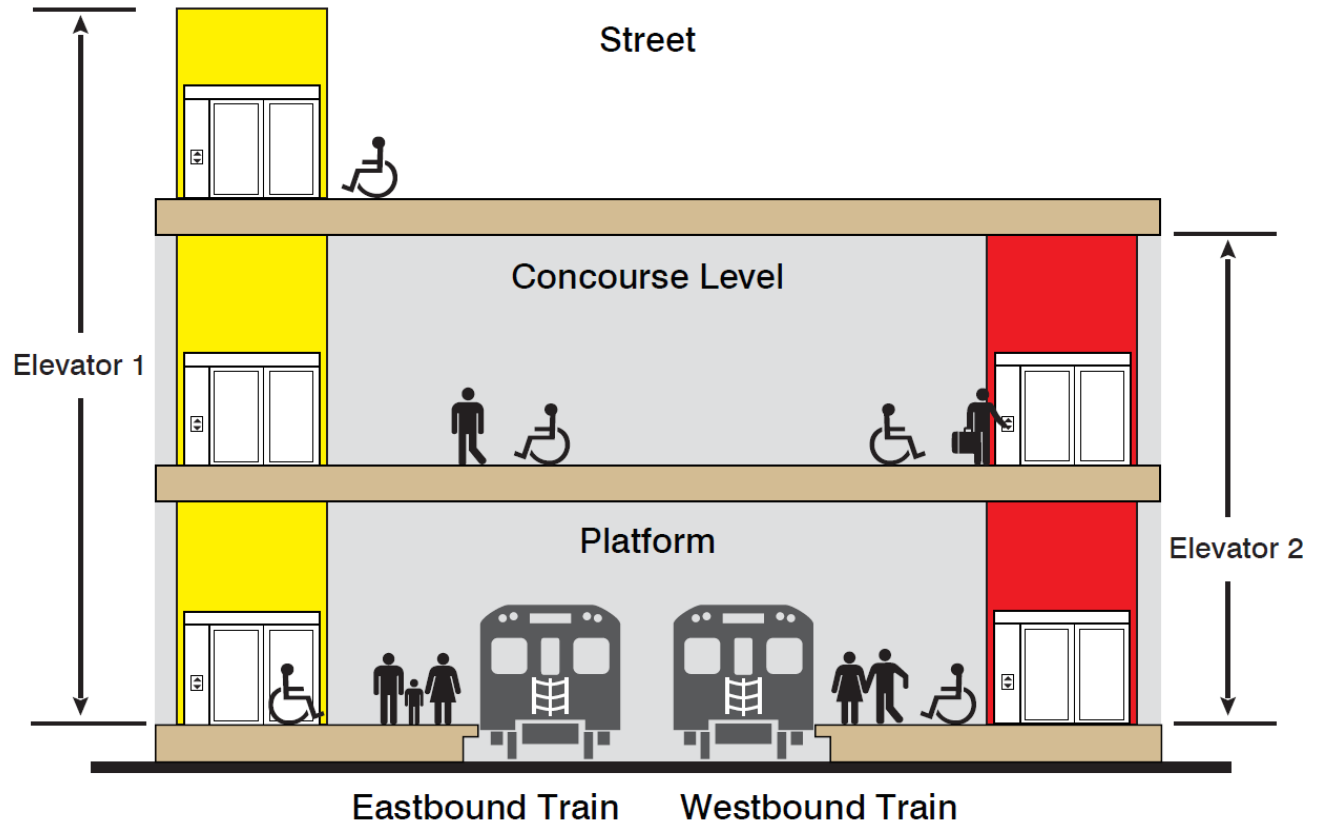 Street
Concourse Level
Elevator 1
Platform
Elevator 2
Eastbound Train
Westbound Train